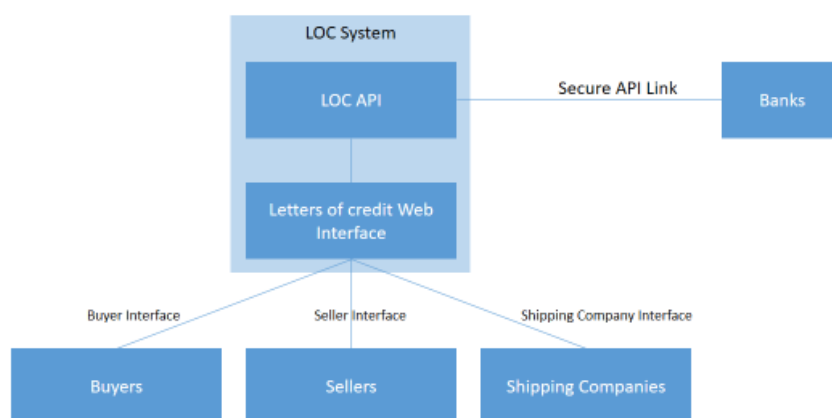 LOC System
LOC API
Secure API Link
Banks
Letters of credit Web
Interface
Buyer Interface
Seller Interface
Shipping Company Interface
Buyers
Sellers
Shipping Companies